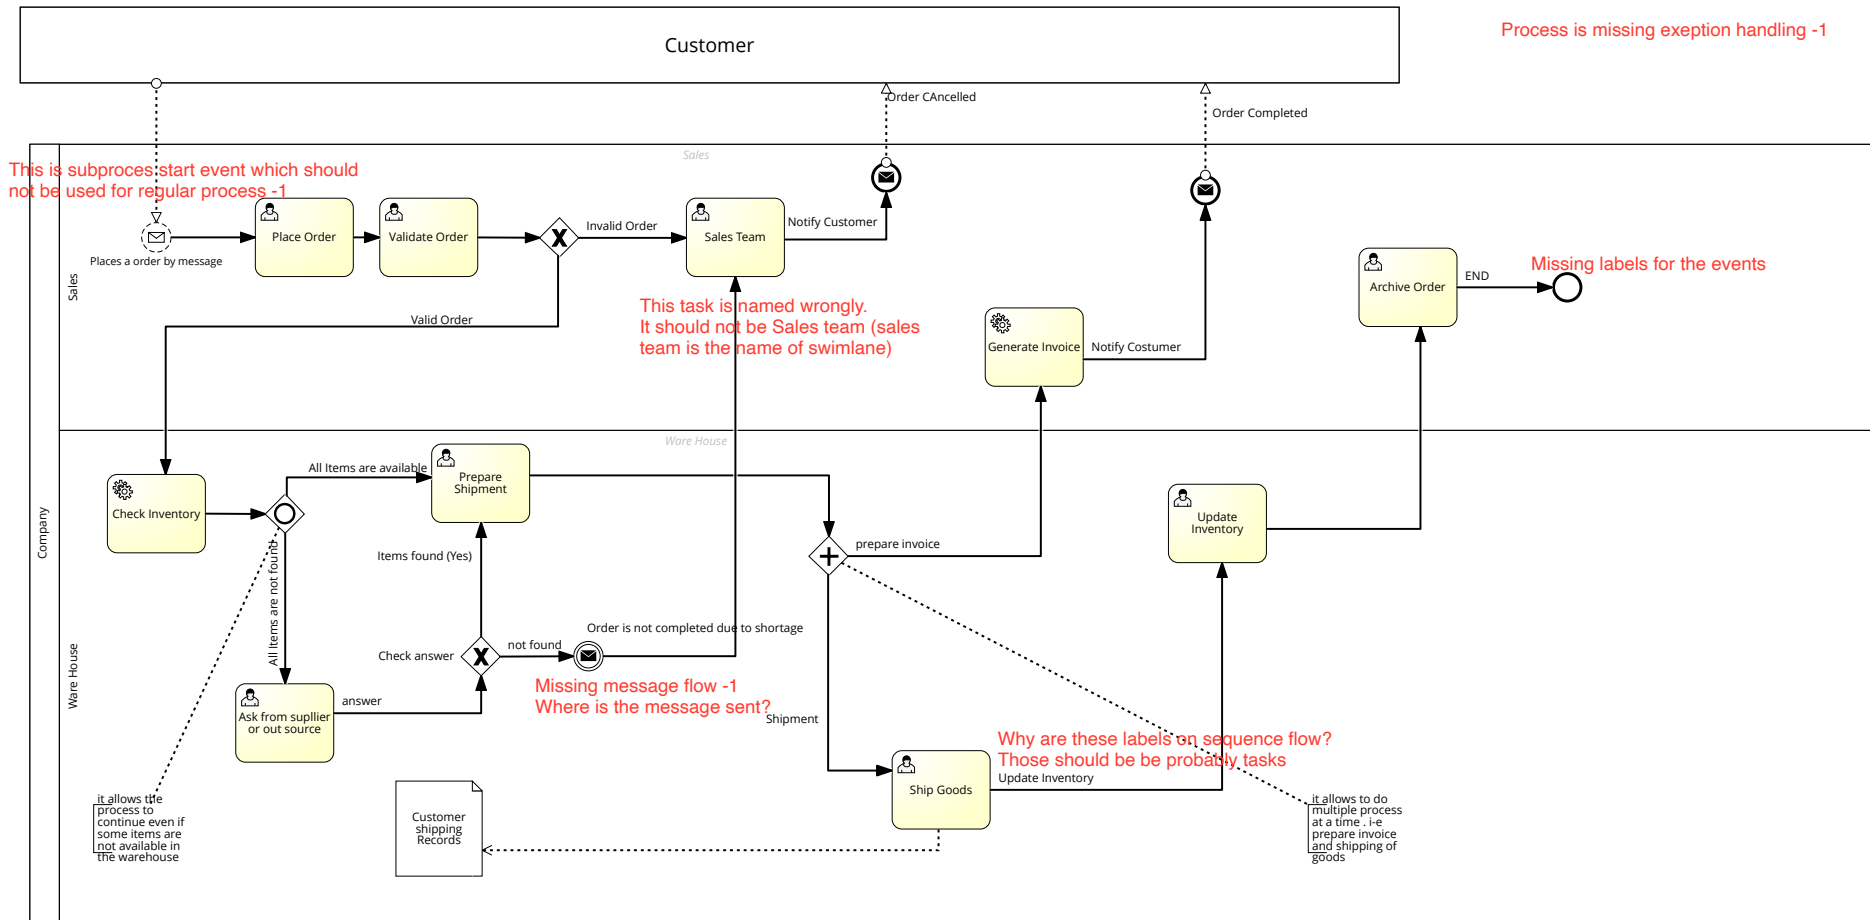 Customer
Process is missing exeption handling -1
Order CAncelled
Order Completed
Sales
This is subproces start event which should
not be used for regular process -1
Place Order
Validate Order
Invalid Order
Sales Team
Notify Customer
Places a order by message
Sales
Valid Order
This task is named wrongly.
It should not be Sales team (sales
team is the name of swimlane)
Generate Invoice
Notify Costumer
Archive Order
END
Missing labels for the events
Company
Ware House
Ware House
Check Inventory
All Items are available
Prepare
Shipment
All Items are not found
Items found (Yes)
Check answer
not found
Order is not completed due to shortage
Missing message flow -1
Where is the message sent?
Ask from supllier
or out source
answer
prepare invoice
Shipment
Update
Inventory
Why are these labels on sequence flow?
Those should be be probably tasks
Update Inventory
Ship Goods
Customer
shipping
Records
it allows the
process to
continue even if
some items are
not available in
the warehouse
it allows to do
multiple process
at a time . i-e
prepare invoice
and shipping of
goods